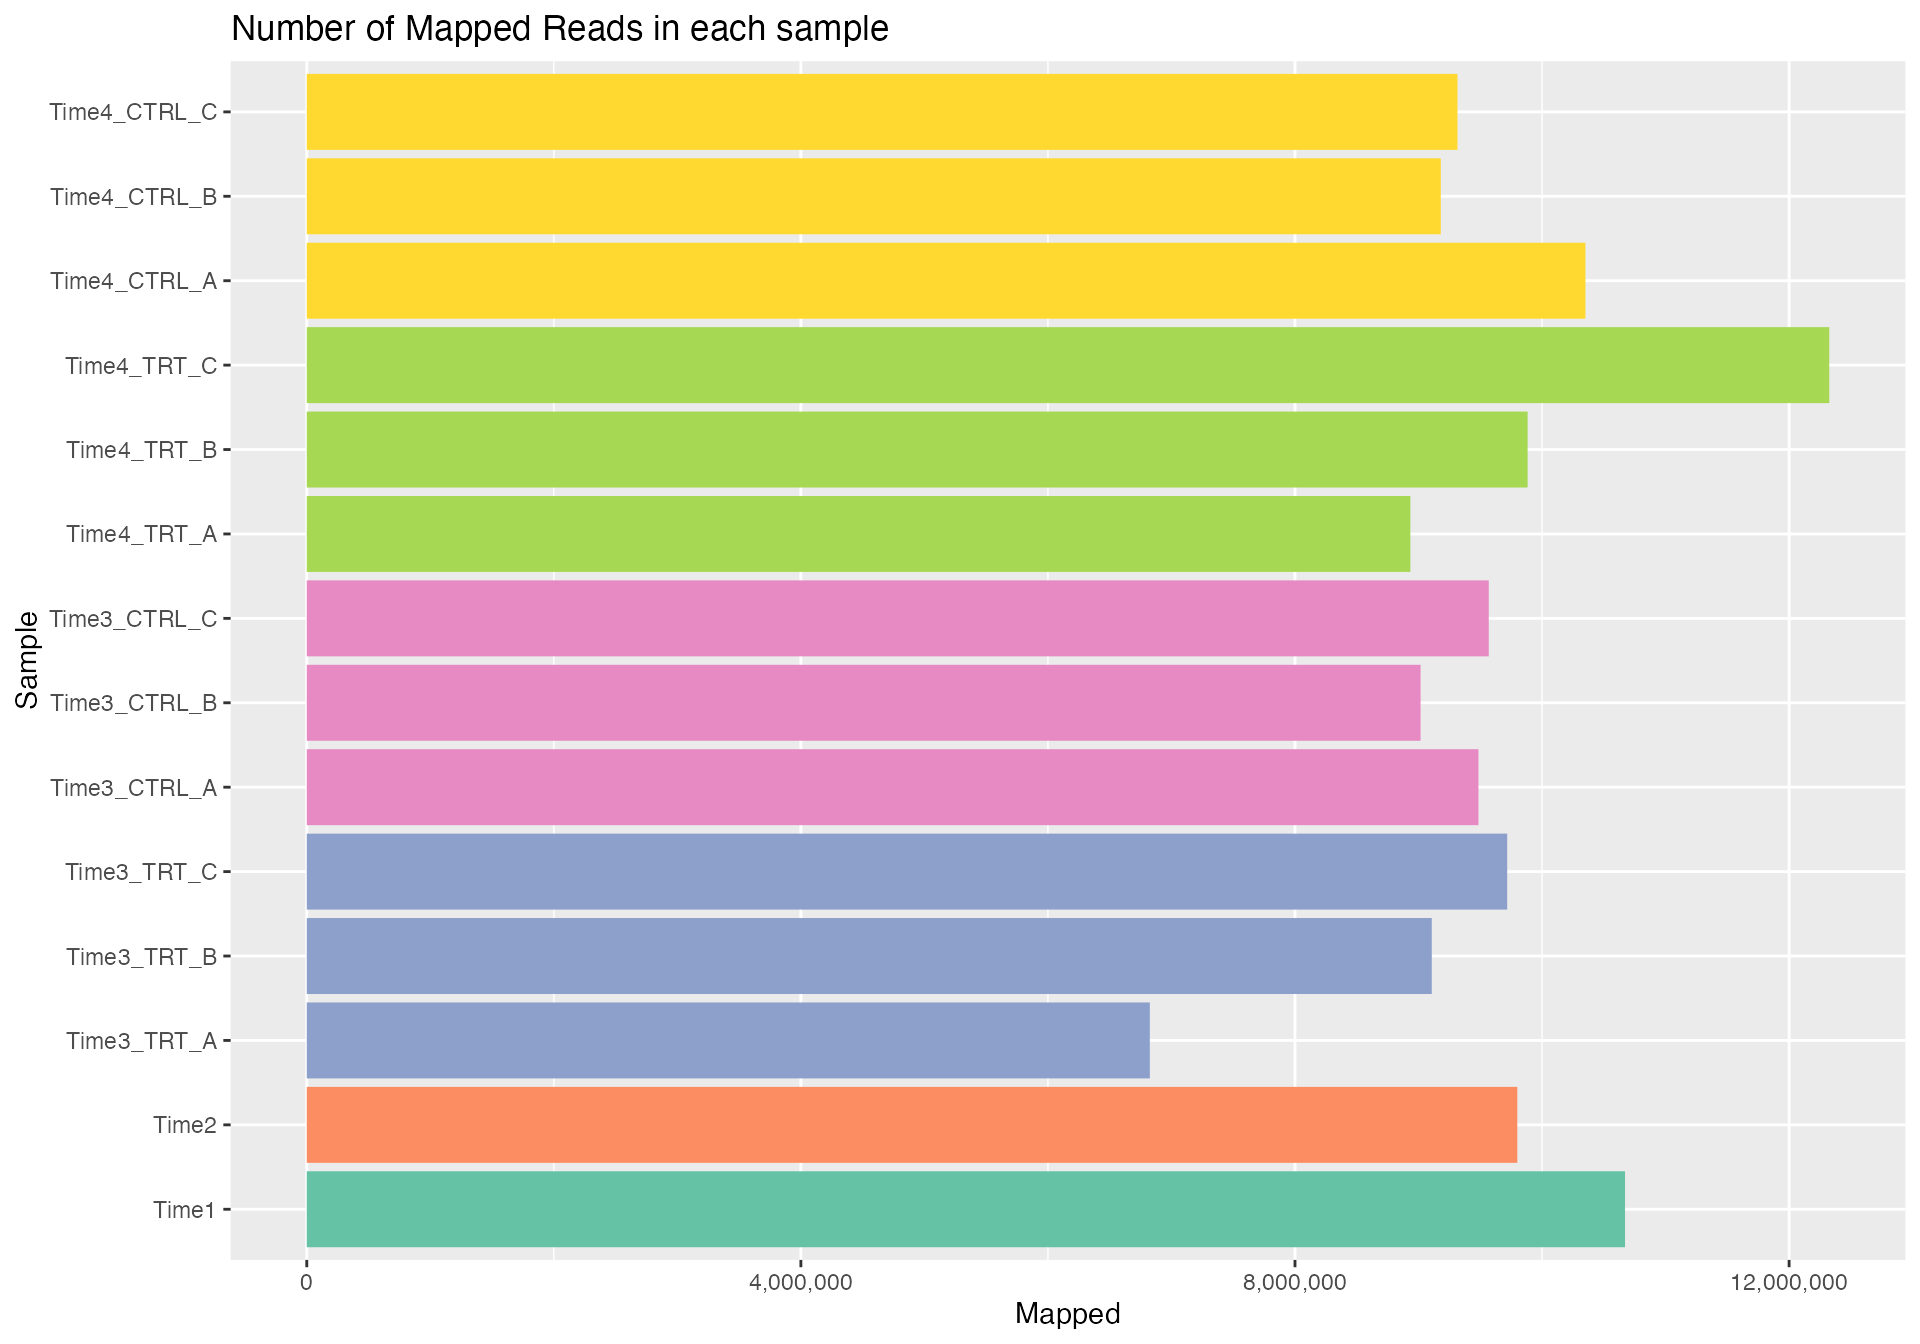 Number of Mapped Reads in each sample
Time4_CTRL_C
Time4_CTRL_B
Time4_CTRL_A
Time4_TRT_C
Time4_TRT_B
Time4_TRT_A
Time3_CTRL_C
Time3_CTRL_B
Time3_CTRL_A
Time3_TRT_C
Time3_TRT_B
Time3_TRT_A
Time2
Time1
Sample
0 4,000,000 8,000,000 12,000,000
Mapped